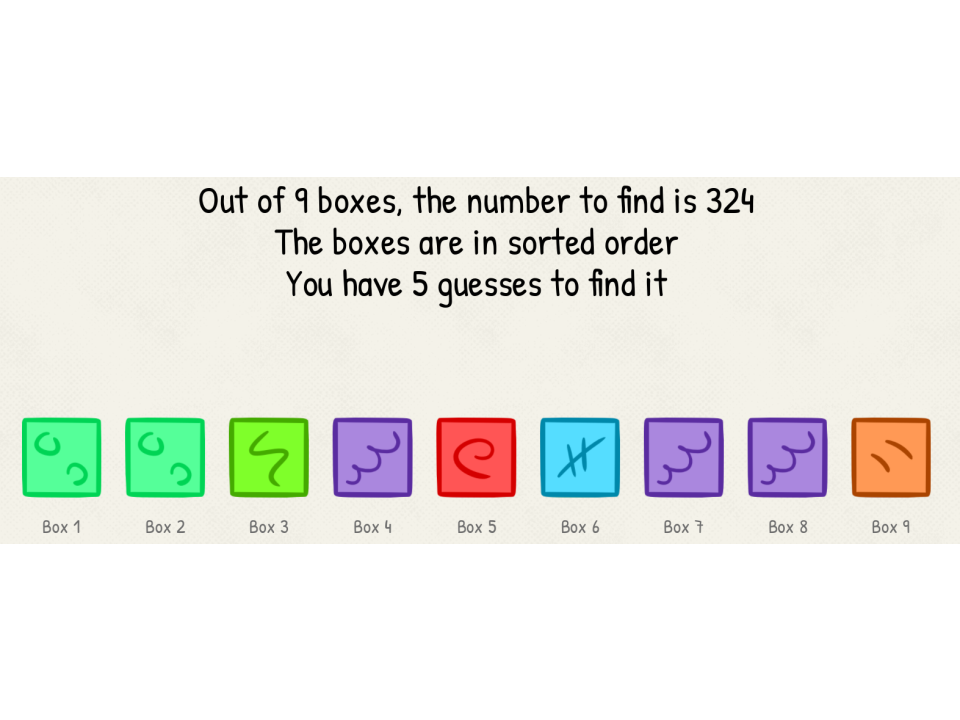 Out of 9 boxes, the number to find is 324
The boxes are in sorted order
You have 5 guesses to find it
Box 1 Box 2 Box 3 Box 4 Box 5 Box 6 Box 7 Box 8 Box 9